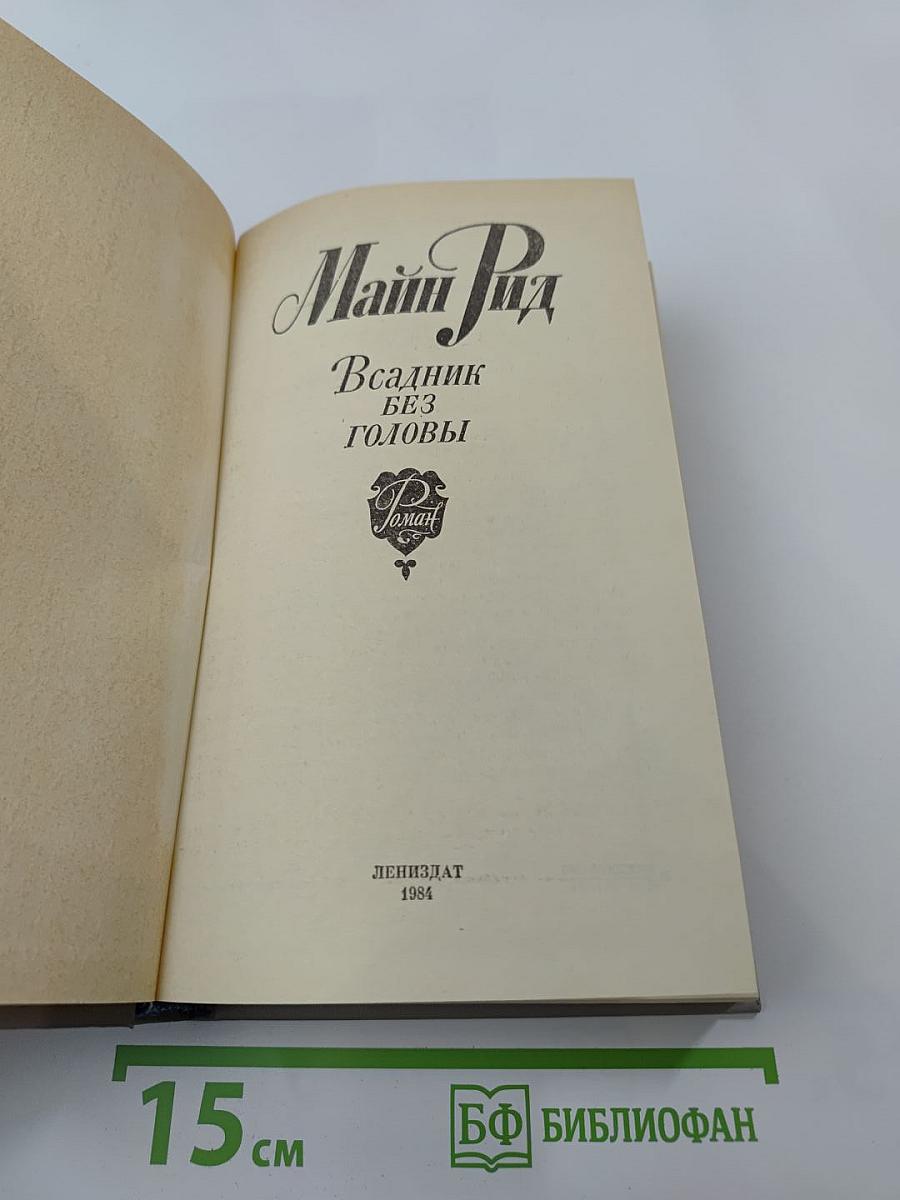 Майн Рид
Всадник
БЕЗ
ГОЛОВЫ
Роман
ЛЕНИЗДАТ
1984
15 см
БФ БИБЛИОФАН